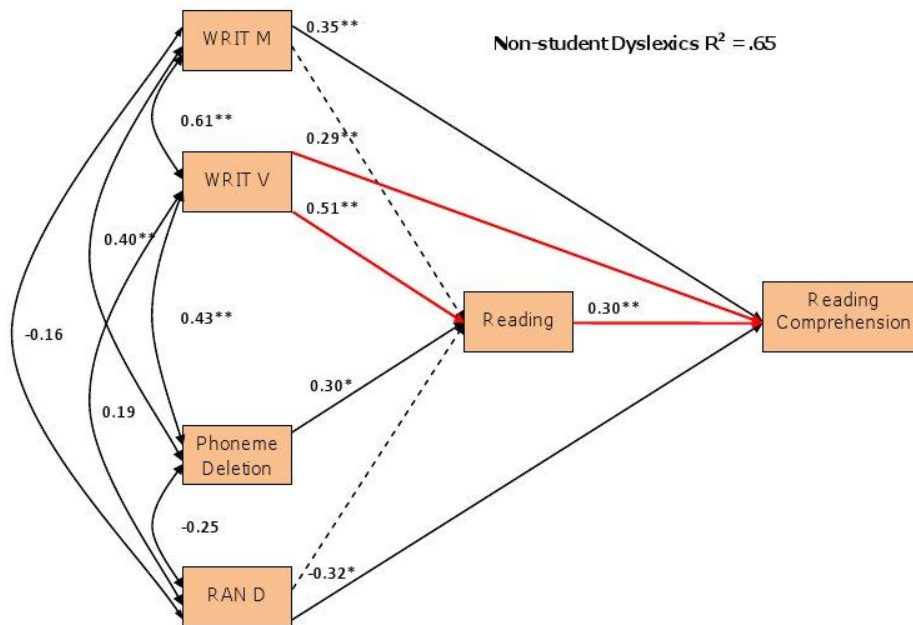 WRIT M
0.35**
Non-student Dyslexics R² = .65
0.61**
0.29**
WRIT V
0.51**
0.40**
Reading
0.30**
Reading
Comprehension
0.43**
-0.16
0.30*
0.19
Phoneme
Deletion
-0.25
-0.32*
RAN D